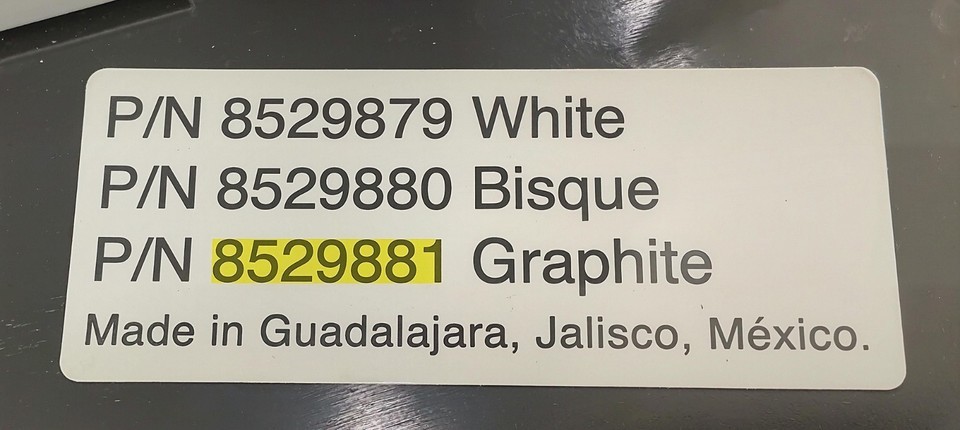 P/N 8529879 White
P/N 8529880 Bisque
P/N 8529881 Graphite
Made in Guadalajara, Jalisco, México.